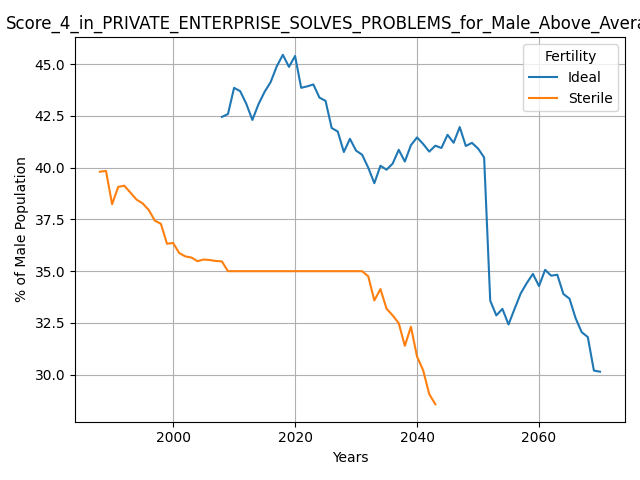 Score_4_in_PRIVATE_ENTERPRISE_SOLVES_PROBLEMS_for_Male_Above_Avera
Fertility
Ideal
Sterile
45.0
42.5
40.0
37.5
35.0
32.5
30.0
% of Male Population
2000 2020 2040 2060
Years